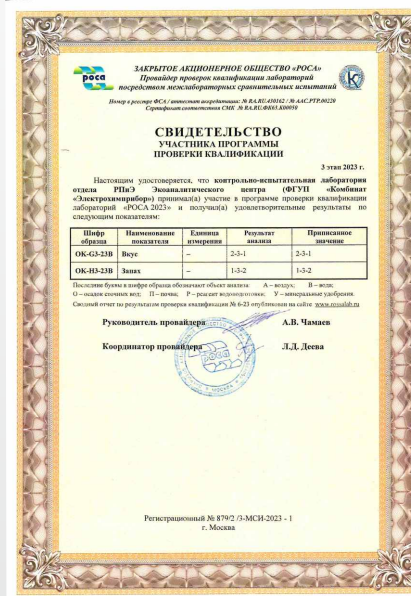 роса
ЗАКРЫТОЕ АКЦИОНЕРНОЕ ОБЩЕСТВО «РОСА»
Провайдер проверок квалификации лабораторий
посредством межлабораторных сравнительных испытаний
Номер в реестре ФСА / аттестат аккредитации: № RA.RU.430162 / № ААС.РТР.00220
Сертификат соответствия СМК № RA.RU.ФК63.К00050
СВИДЕТЕЛЬСТВО
УЧАСТНИКА ПРОГРАММЫ
ПРОВЕРКИ КВАЛИФИКАЦИИ
3 этап 2023 г.
Настоящим удостоверяется, что контрольно-испытательная лаборатория
отдела РПиЭ Экоаналитического центра (ФГУП «Комбинат
«Электрохимприбор») принимал(а) участие в программе проверки квалификации
лабораторий «РОСА 2023» и получил(а) удовлетворительные результаты по
следующим показателям:
Шифр образца Наименование показателя Единица измерения Результат анализа Приписанное значение
OK-G3-23В Вкус – 2-3-1 2-3-1
OK-H3-23В Запах – 1-3-2 1-3-2
Последние буквы в шифре образца обозначают объект анализа: А – воздух; В – вода;
О – осадок сточных вод; П – почва; Р – реагент водоподготовки; У – минеральные удобрения.
Сводный отчет по результатам проверки квалификации № 6-23 опубликован на сайте www.rossalab.ru
Руководитель провайдера А.В. Чамаев
Координатор провайдера Л.Д. Деева
Регистрационный № 879/2 /3-МСИ-2023 - 1
г. Москва